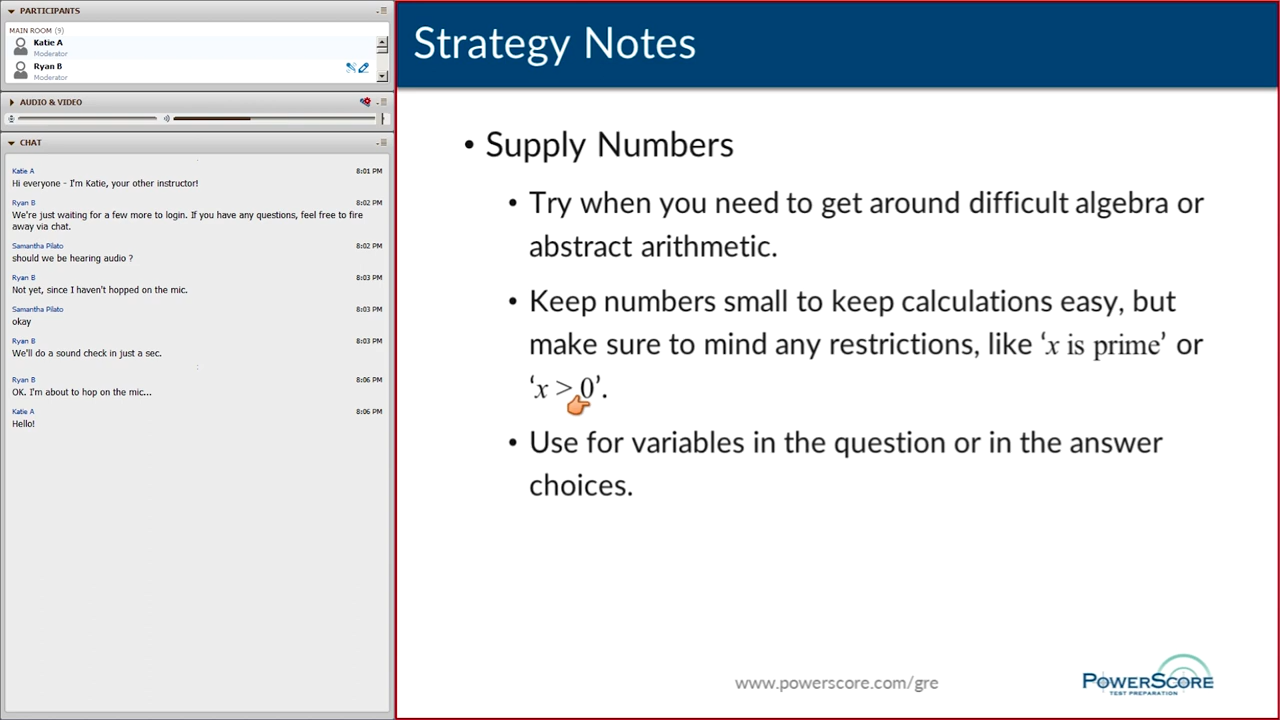 PARTICIPANTS
MAIN ROOM (9)
Katie A
Moderator
Ryan B
Moderator
AUDIO & VIDEO
CHAT
Katie A 8:01 PM
Hi everyone - I'm Katie, your other instructor!
Ryan B 8:02 PM
We're just waiting for a few more to login. If you have any questions, feel free to fire
away via chat.
Samantha Pilato 8:02 PM
should we be hearing audio ?
Ryan B 8:03 PM
Not yet, since I haven't hopped on the mic.
Samantha Pilato 8:03 PM
okay
Ryan B 8:03 PM
We'll do a sound check in just a sec.
Ryan B 8:06 PM
OK. I'm about to hop on the mic...
Katie A 8:06 PM
Hello!
Strategy Notes
• Supply Numbers
• Try when you need to get around difficult algebra or
abstract arithmetic.
• Keep numbers small to keep calculations easy, but
make sure to mind any restrictions, like ‘x is prime’ or
‘x > 0’.
• Use for variables in the question or in the answer
choices.
www.powerscore.com/gre
POWERSCORE
TEST PREPARATION